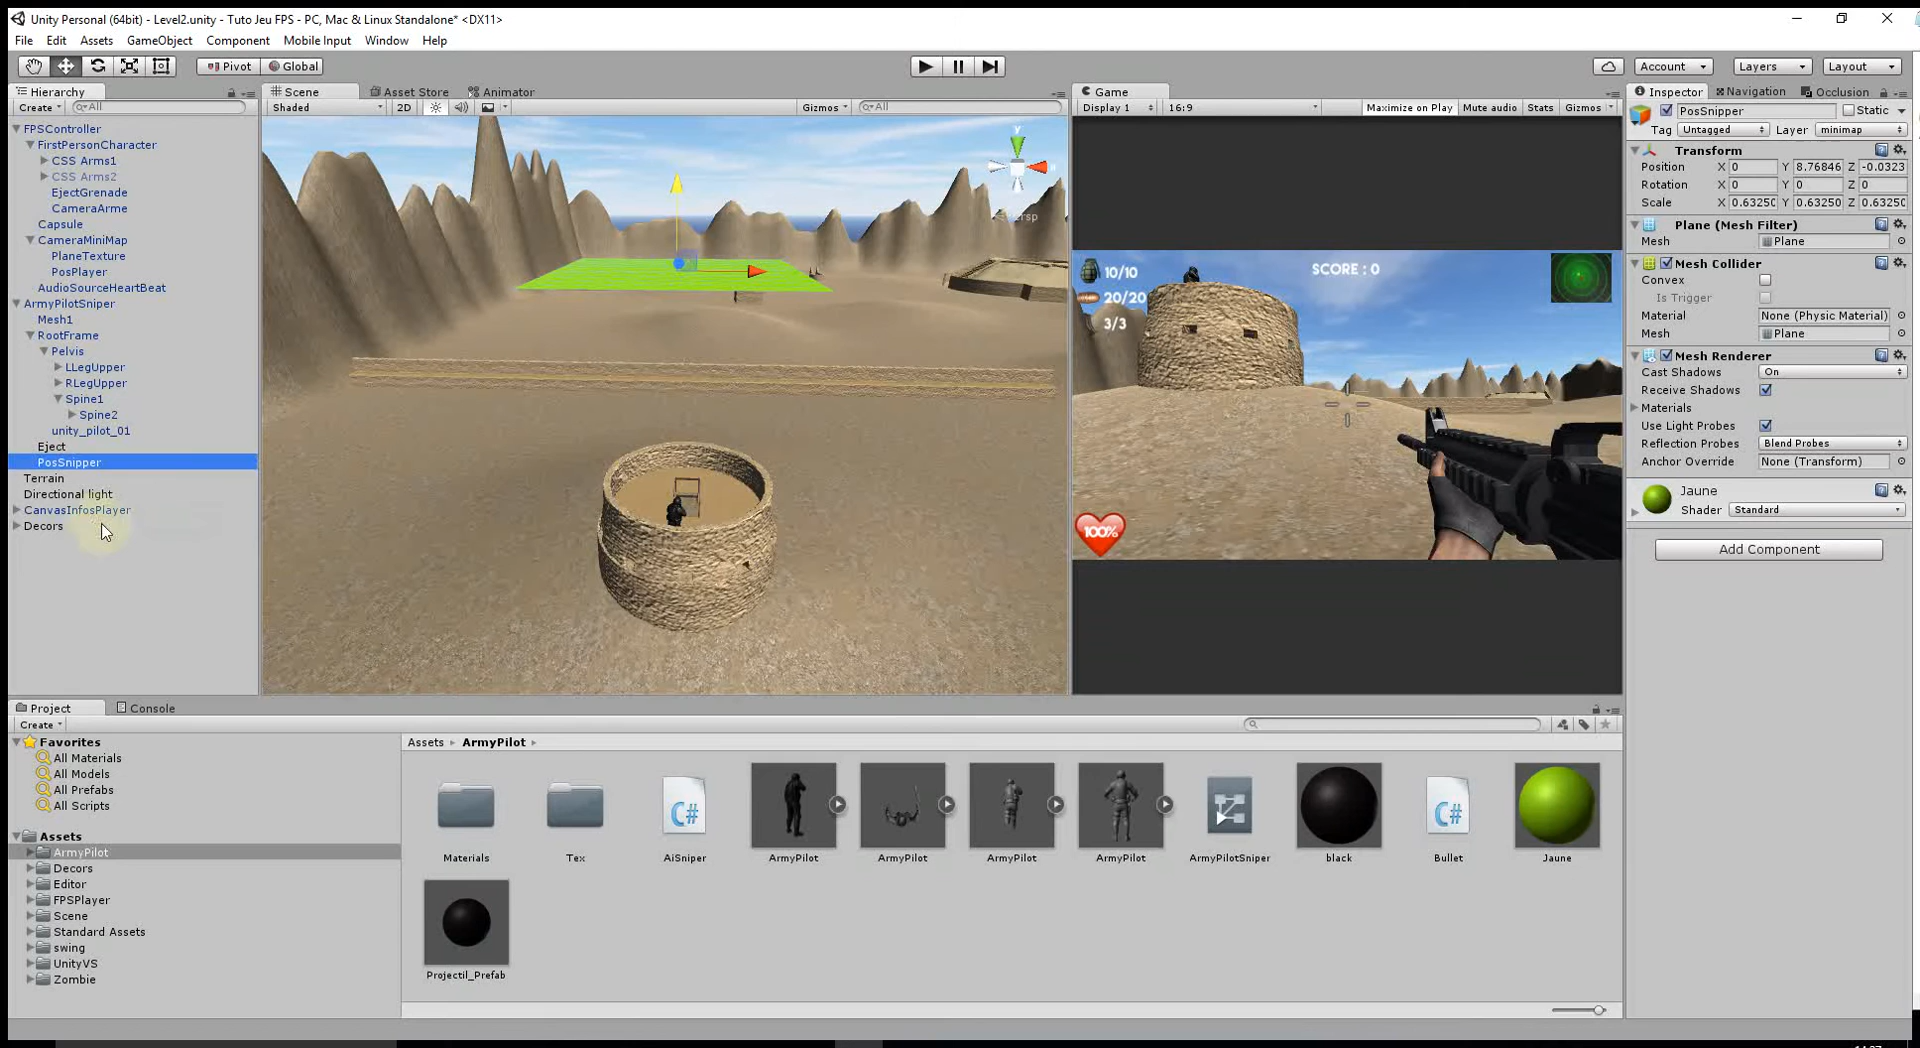 Unity Personal (64bit) - Level2.unity - Tuto Jeu FPS - PC, Mac & Linux Standalone* <DX11>
File Edit Assets GameObject Component Mobile Input Window Help
Pivot Global Account Layers Layout
Hierarchy
Create All
FPSController
FirstPersonCharacter
CSS Arms1
CSS Arms2
EjectGrenade
CameraArme
Capsule
CameraMiniMap
PlaneTexture
PosPlayer
AudioSourceHeartBeat
ArmyPilotSniper
Mesh1
RootFrame
Pelvis
LLegUpper
RLegUpper
Spine1
Spine2
unity_pilot_01
Eject
PosSnipper
Terrain
Directional light
CanvasInfosPlayer
Decors
Scene Asset Store Animator
Shaded 2D Gizmos All
y
x
Persp
Game
Display 1 16:9 Maximize on Play Mute audio Stats Gizmos
10/10
20/20
3/3
SCORE : 0
100%
Inspector Navigation Occlusion
PosSnipper Static
Tag Untagged Layer minimap
Transform
Position X 0 Y 8.76846 Z -0.0323
Rotation X 0 Y 0 Z 0
Scale X 0.63250 Y 0.63250 Z 0.63250
Plane (Mesh Filter)
Mesh Plane
Mesh Collider
Convex
Is Trigger
Material None (Physic Material)
Mesh Plane
Mesh Renderer
Cast Shadows On
Receive Shadows
Materials
Use Light Probes
Reflection Probes Blend Probes
Anchor Override None (Transform)
Jaune
Shader Standard
Add Component
Project Console
Create
Favorites
All Materials
All Models
All Prefabs
All Scripts
Assets
ArmyPilot
Decors
Editor
FPSPlayer
Scene
Standard Assets
swing
UnityVS
Zombie
Assets ArmyPilot
C# C#
Materials Tex AiSniper ArmyPilot ArmyPilot ArmyPilot ArmyPilot ArmyPilotSniper black Bullet Jaune
Projectil_Prefab